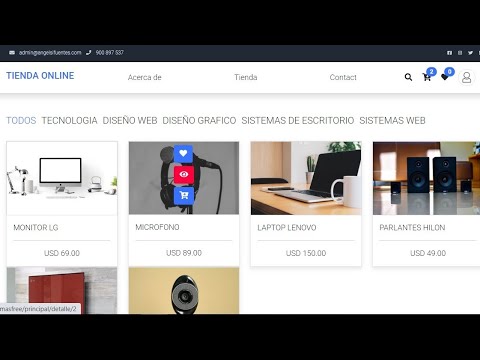 admin@angelsifuentes.com 900 897 537
TIENDA ONLINE Acerca de Tienda Contact 2 0
TODOS TECNOLOGIA DISEÑO WEB DISEÑO GRAFICO SISTEMAS DE ESCRITORIO SISTEMAS WEB
MONITOR LG
USD 69.00
MICROFONO
USD 89.00
LAPTOP LENOVO
USD 150.00
PARLANTES HILON
USD 49.00
masfree/principal/detalle/2